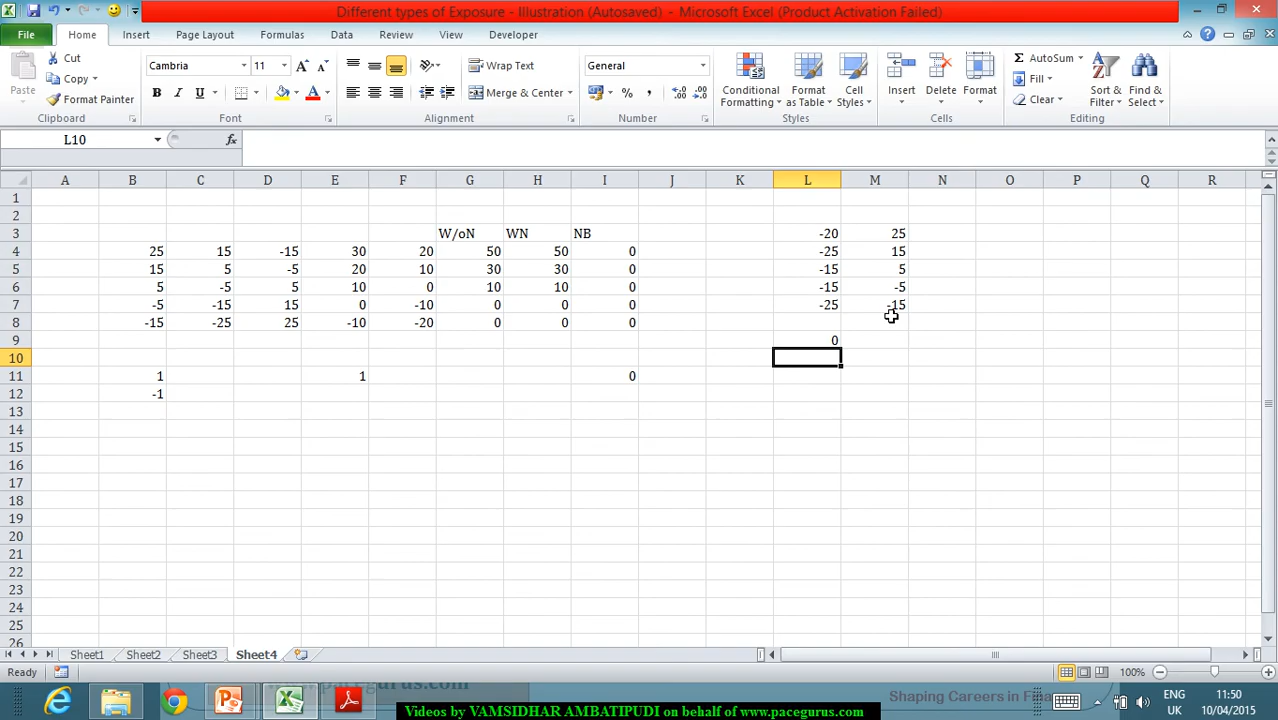 Different types of Exposure - Illustration (Autosaved) - Microsoft Excel (Product Activation Failed)
File Home Insert Page Layout Formulas Data Review View Developer
Paste Cut Copy Format Painter Clipboard
Cambria 11 A A B I U A Font
Wrap Text Merge & Center Alignment
General % , Number
Conditional Formatting Format as Table Cell Styles Styles
Insert Delete Format Cells
Σ AutoSum Fill Clear Sort & Filter Find & Select Editing
L10 fx
A B C D E F G H I J K L M N O P Q R
1
2
3 W/oN WN NB -20 25
4 25 15 -15 30 20 50 50 0 -25 15
5 15 5 -5 20 10 30 30 0 -15 5
6 5 -5 5 10 0 10 10 0 -15 -5
7 -5 -15 15 0 -10 0 0 0 -25 -15
8 -15 -25 25 -10 -20 0 0 0
9 0
10
11 1 1 0
12 -1
13
14
15
16
17
18
19
20
21
22
23
24
25
26
Sheet1 Sheet2 Sheet3 Sheet4
Ready 100%
www.pacegurus.com
Shaping Careers in Fina
ENG 11:50
UK 10/04/2015
Videos by VAMSIDHAR AMBATIPUDI on behalf of www.pacegurus.com